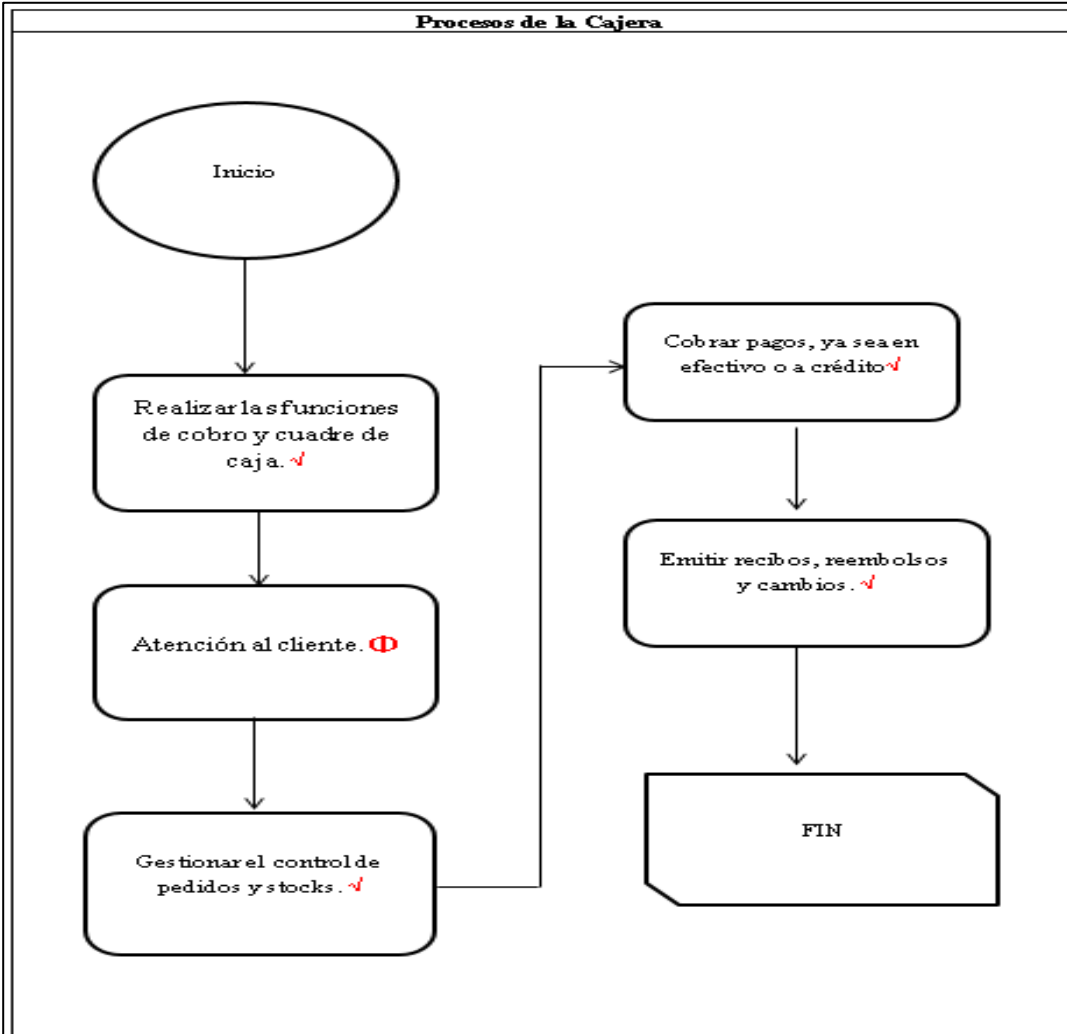 Procesos de la Cajera
Inicio
Realizar las funciones
de cobro y cuadre de
caja. √
Atención al cliente. Φ
Gestionar el control de
pedidos y stocks. √
Cobrar pagos, ya sea en
efectivo o a crédito√
Emitir recibos, reembolsos
y cambios. √
FIN